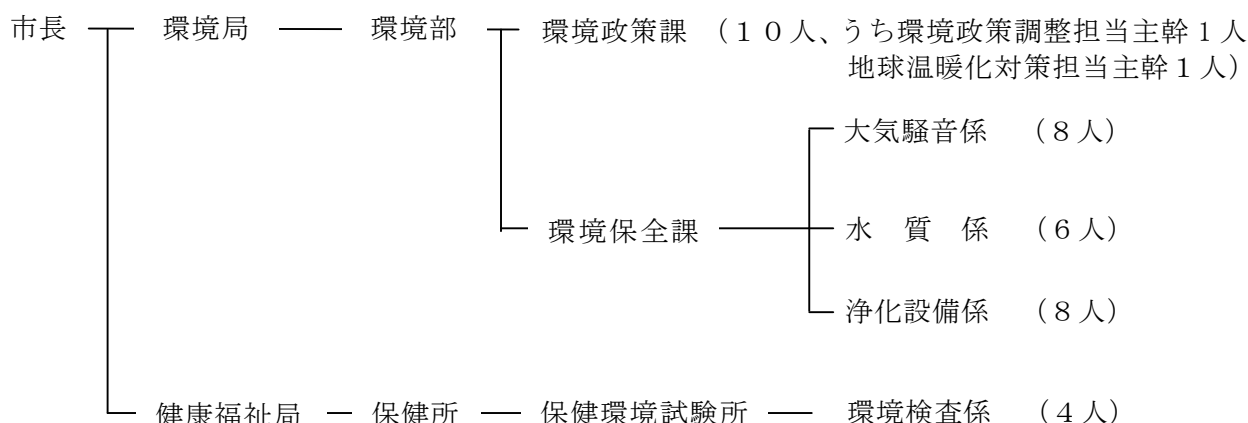 市長 環境局 環境部 環境政策課 （１０人、うち環境政策調整担当主幹１人
地球温暖化対策担当主幹１人）
大気騒音係 （８人）
環境保全課 水質係 （６人）
浄化設備係 （８人）
健康福祉局 保健所 保健環境試験所 環境検査係 （４人）